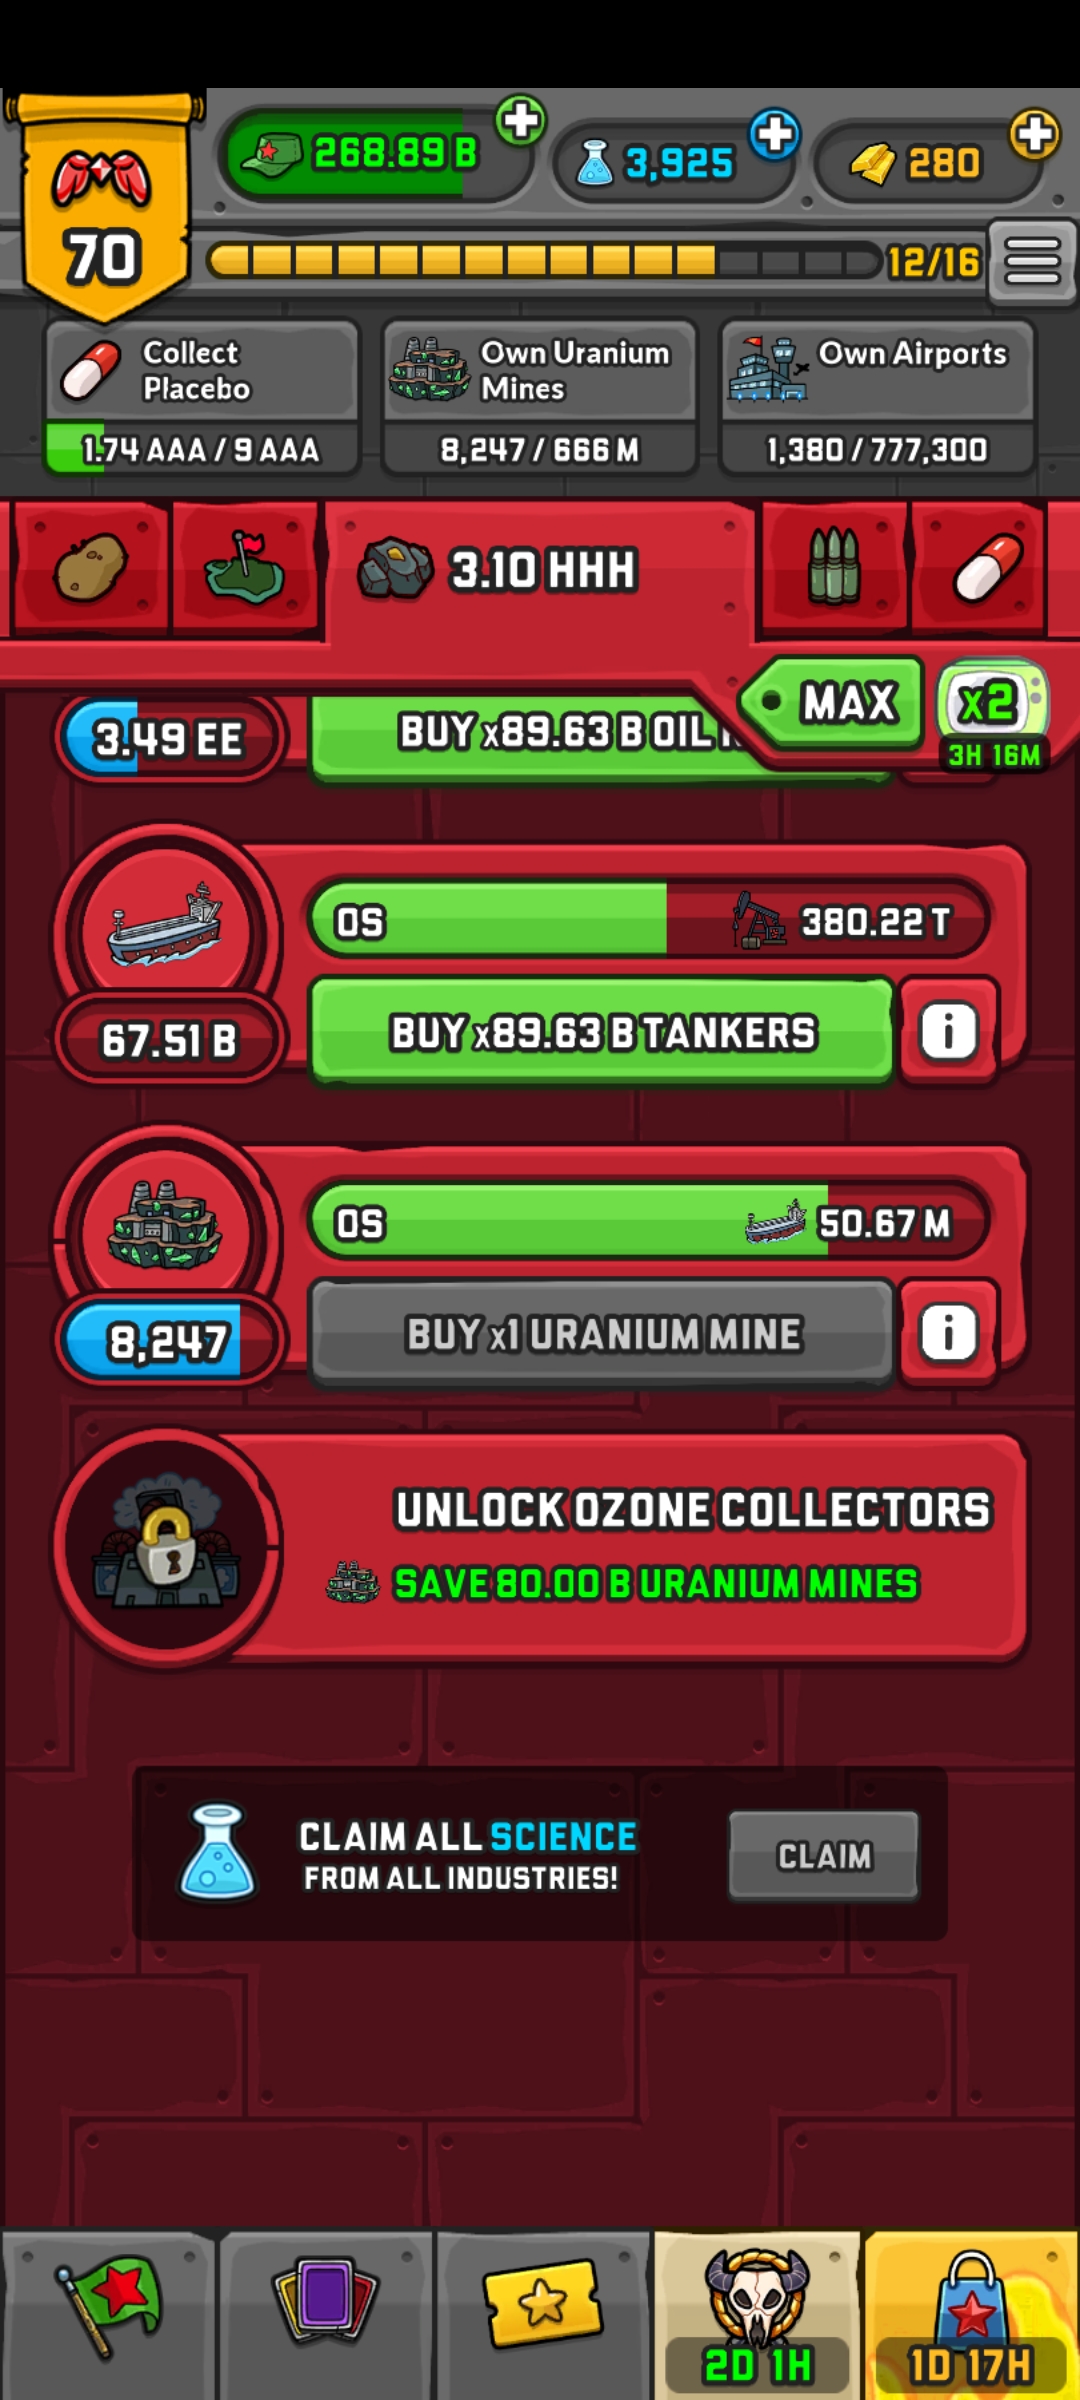 268.89 B
3,925
280
70
12/16
Collect
Placebo
1.74 AAA / 9 AAA
Own Uranium
Mines
8,247 / 666 M
Own Airports
1,380 / 777,300
3.10 HHH
MAX
x2
3H 16M
3.49 EE
BUY x89.63 B OIL
0S
380.22 T
67.51 B
BUY x89.63 B TANKERS
i
0S
50.67 M
8,247
BUY x1 URANIUM MINE
i
UNLOCK OZONE COLLECTORS
SAVE 80.00 B URANIUM MINES
CLAIM ALL SCIENCE
FROM ALL INDUSTRIES!
CLAIM
2D 1H
1D 17H